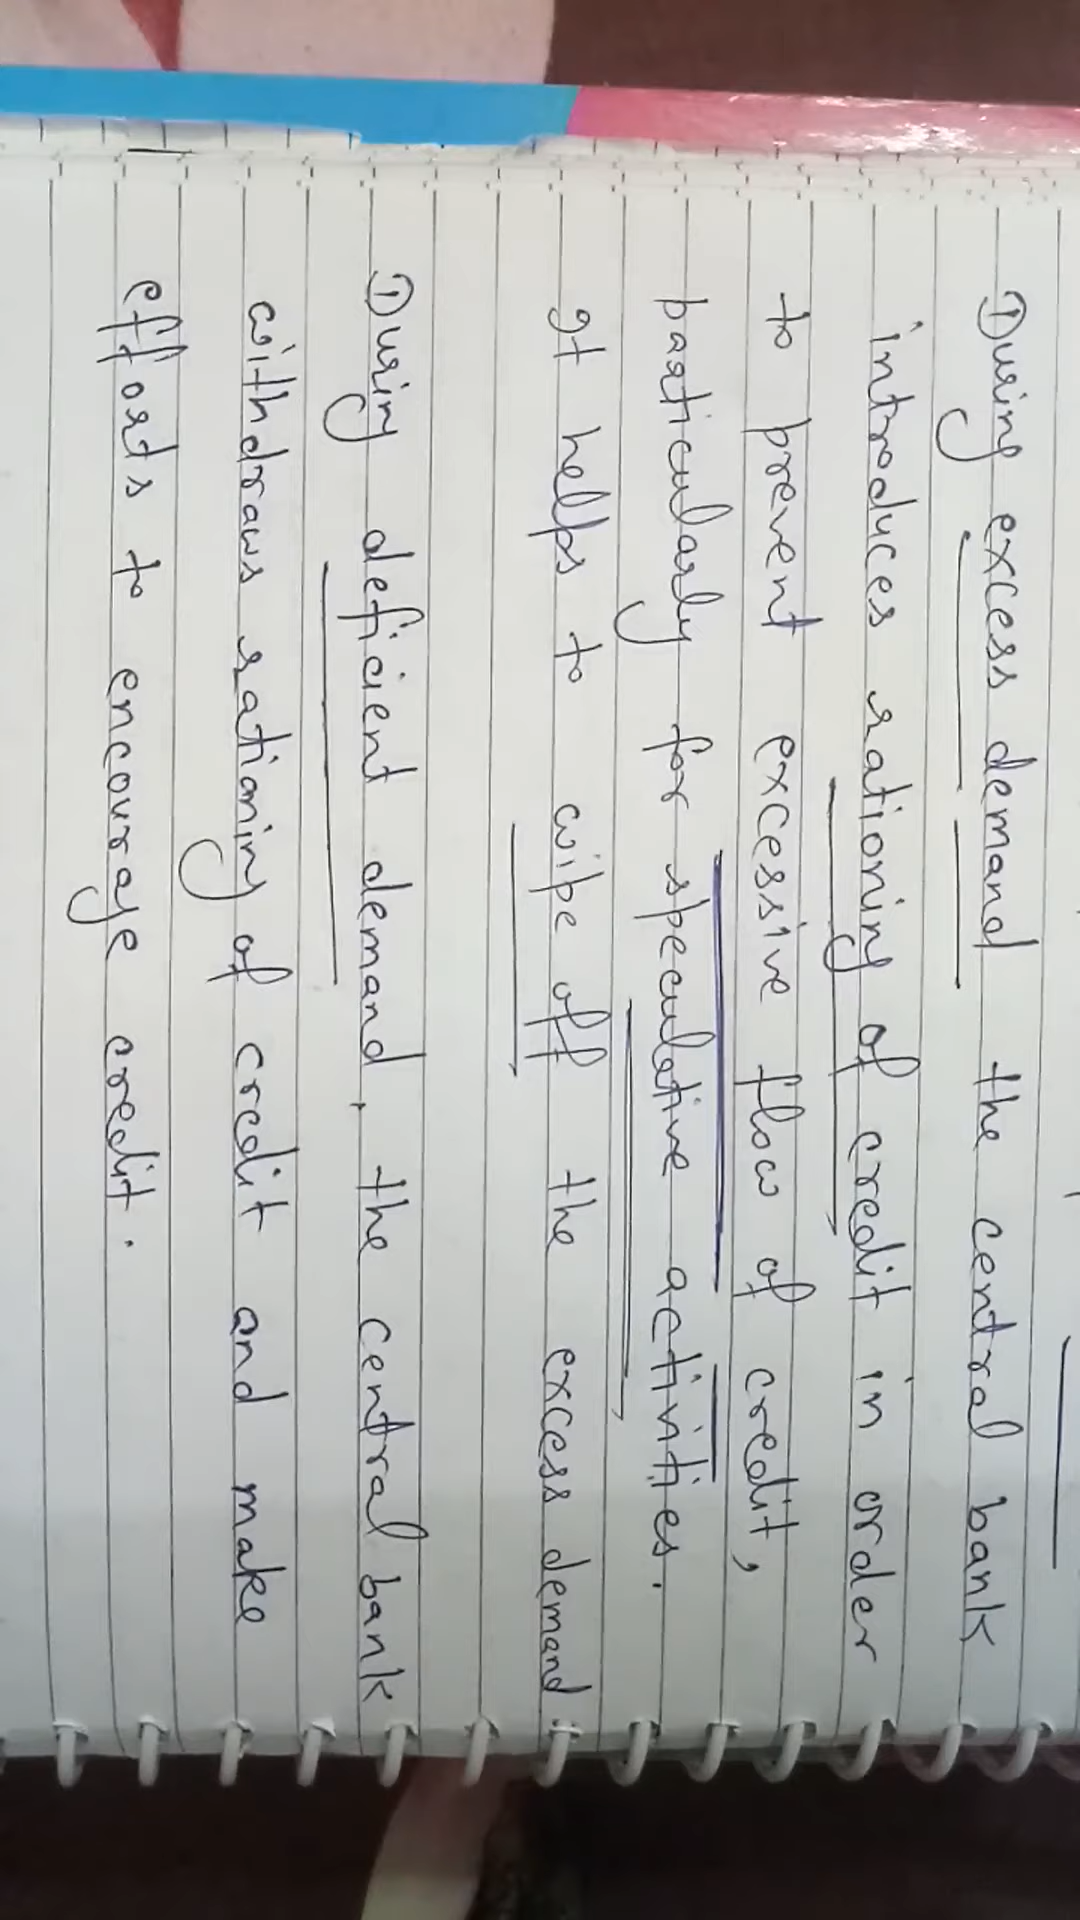 During excess demand the central bank
introduces rationing of credit in order
to prevent excessive flow of credit,
particularly for speculative activities.
It helps to wipe off the excess demand.
During deficient demand, the central bank
withdraws rationing of credit and make
efforts to encourage credit.